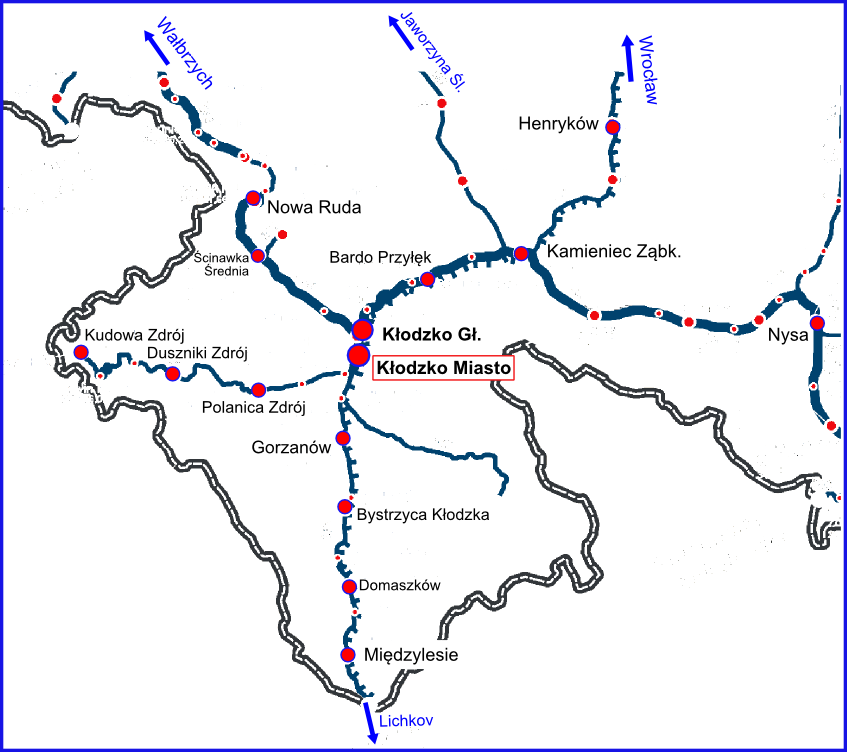 Wałbrzych
Jaworzyna Śl.
Wrocław
Henryków
Nowa Ruda
Ścinawka
Średnia
Bardo Przyłęk
Kamieniec Ząbk.
Kłodzko Gł.
Nysa
Kudowa Zdrój
Duszniki Zdrój
Kłodzko Miasto
Polanica Zdrój
Gorzanów
Bystrzyca Kłodzka
Domaszków
Międzylesie
Lichkov